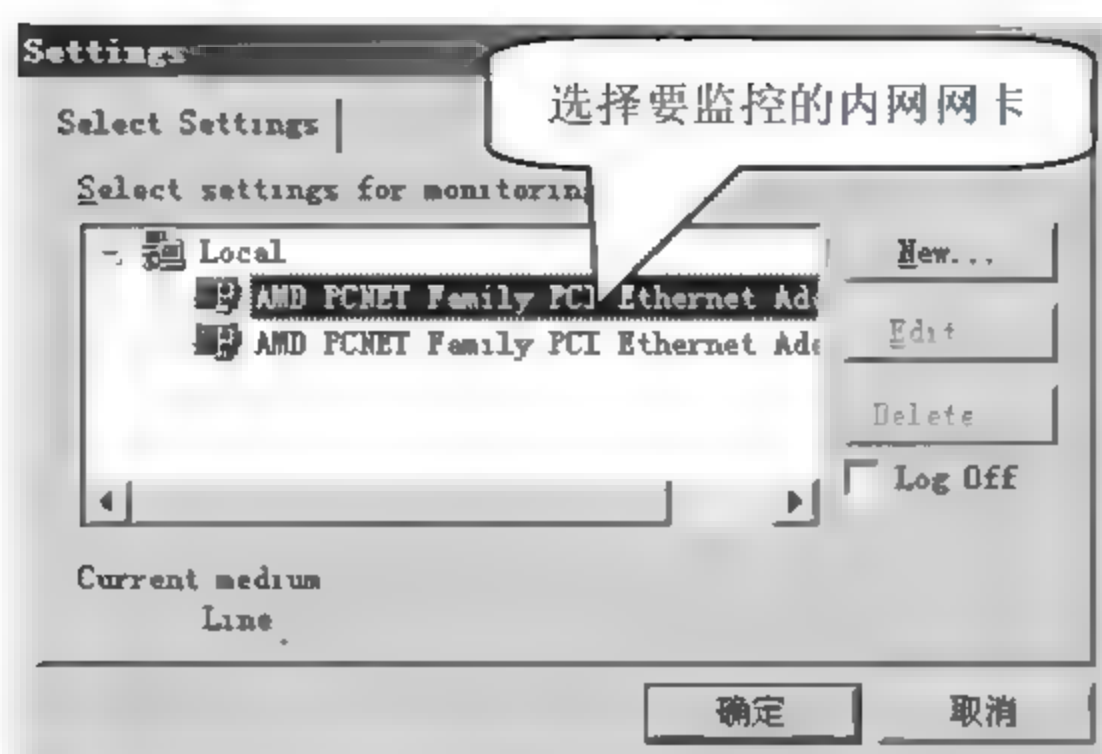 Settings
选择要监控的内网网卡
Select Settings
Select settings for monitoring
Local
New...
AMD PCNET Family PCI Ethernet Ada
Edit
AMD PCNET Family PCI Ethernet Ada
Delete
Log Off
Current medium
Line
确定
取消